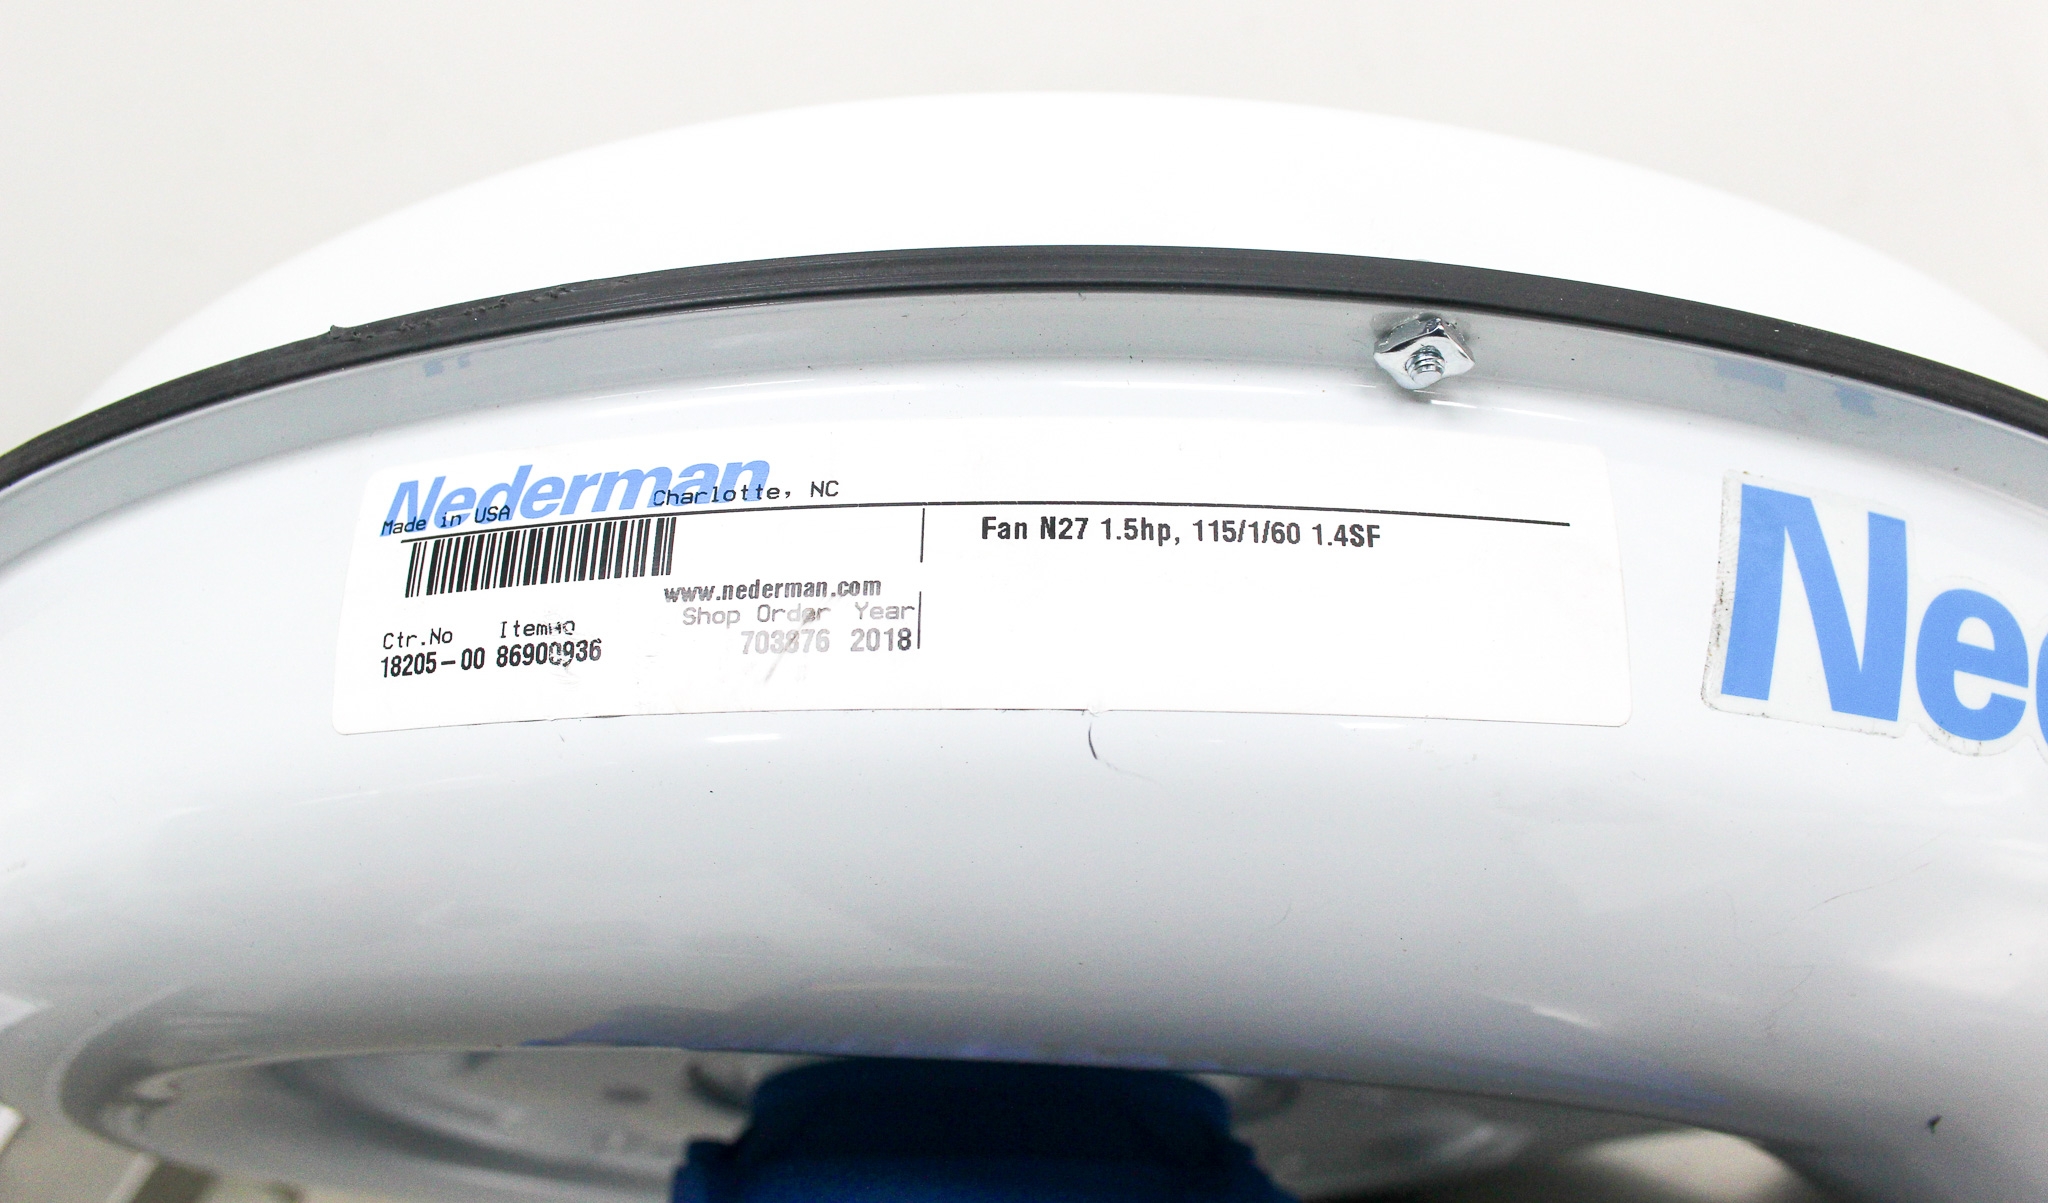 Nederman
Charlotte, NC
Made in USA
Fan N27 1.5hp, 115/1/60 1.4SF
www.nederman.com
Shop Order Year
703876 2018
Ctr.No ItemNo
18205-00 86900936
Ne